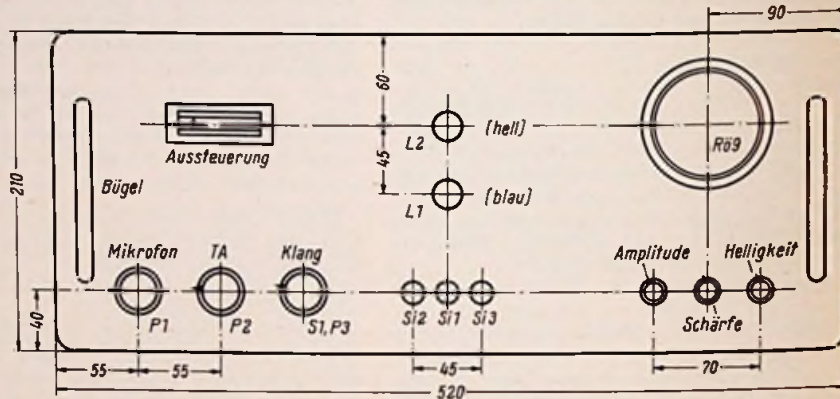 90
60
L2 (hell)
Rö9
Aussteuerung
45
210
Bügel
L1 (blau)
Mikrofon TA Klang
Amplitude Helligkeit
40
P1 P2 S1, P3
Si2 Si1 Si3
Schärfe
55 55 45 70
520